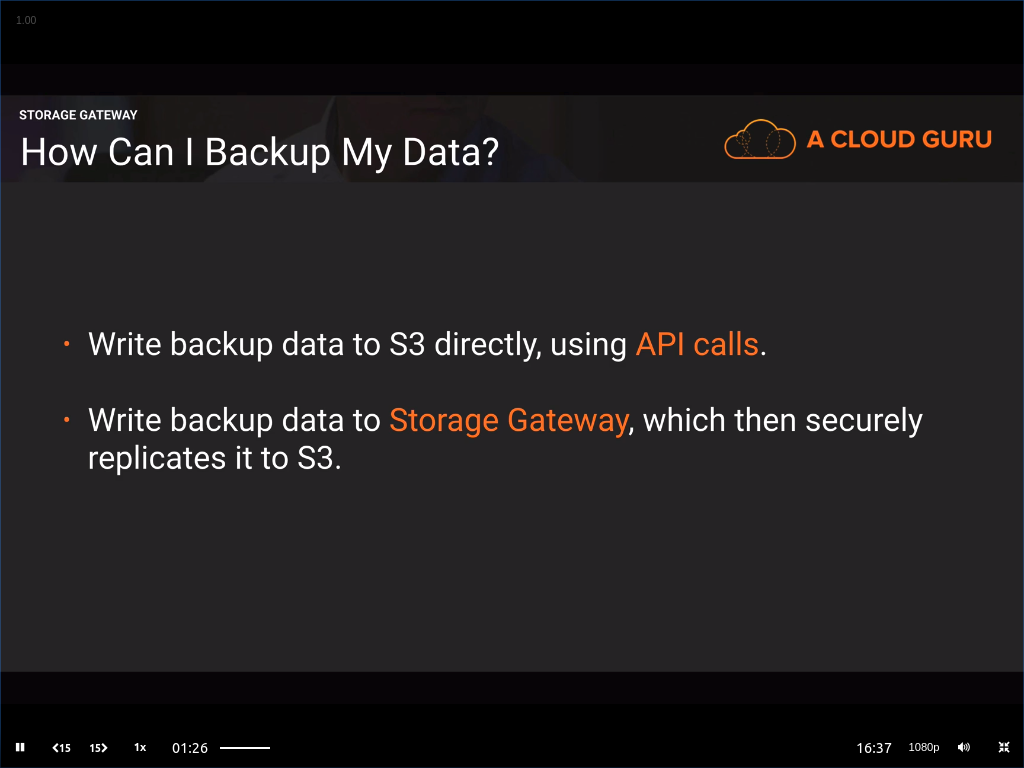 1.00
STORAGE GATEWAY
How Can I Backup My Data?
A CLOUD GURU
• Write backup data to S3 directly, using API calls.
• Write backup data to Storage Gateway, which then securely
replicates it to S3.
15 15 1x 01:26 16:37 1080p